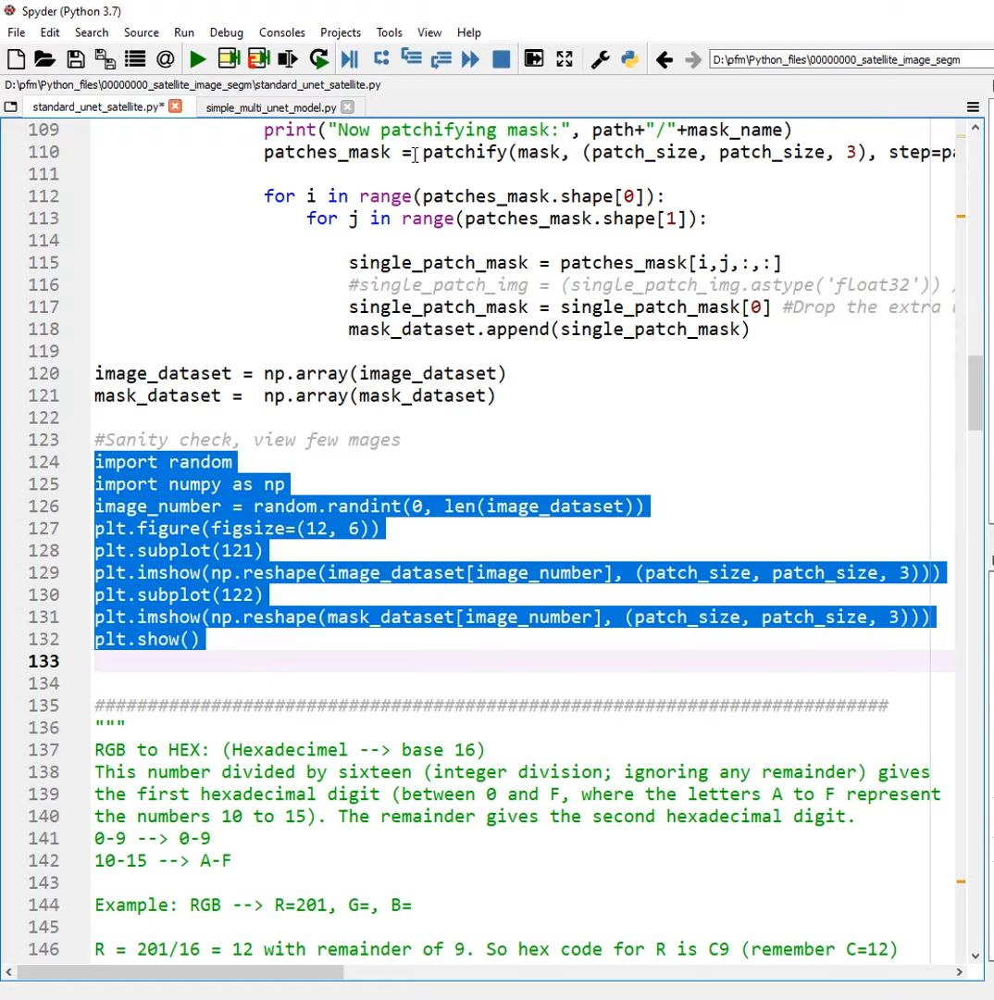 Spyder (Python 3.7)
File Edit Search Source Run Debug Consoles Projects Tools View Help
D:\pfm\Python_files\00000000_satellite_image_segm
D:\pfm\Python_files\00000000_satellite_image_segm\standard_unet_satellite.py
standard_unet_satellite.py* simple_multi_unet_model.py
109 print("Now patchifying mask:", path+"/"+mask_name)
110 patches_mask = patchify(mask, (patch_size, patch_size, 3), step=pa
111
112 for i in range(patches_mask.shape[0]):
113 for j in range(patches_mask.shape[1]):
114
115 single_patch_mask = patches_mask[i,j,:,:]
116 #single_patch_img = (single_patch_img.astype('float32')) /
117 single_patch_mask = single_patch_mask[0] #Drop the extra
118 mask_dataset.append(single_patch_mask)
119
120 image_dataset = np.array(image_dataset)
121 mask_dataset =  np.array(mask_dataset)
122
123 #Sanity check, view few mages
124 import random
125 import numpy as np
126 image_number = random.randint(0, len(image_dataset))
127 plt.figure(figsize=(12, 6))
128 plt.subplot(121)
129 plt.imshow(np.reshape(image_dataset[image_number], (patch_size, patch_size, 3)))
130 plt.subplot(122)
131 plt.imshow(np.reshape(mask_dataset[image_number], (patch_size, patch_size, 3)))
132 plt.show()
133
134
135 ###########################################################################
136 """
137 RGB to HEX: (Hexadecimel --> base 16)
138 This number divided by sixteen (integer division; ignoring any remainder) gives
139 the first hexadecimal digit (between 0 and F, where the letters A to F represent
140 the numbers 10 to 15). The remainder gives the second hexadecimal digit.
141 0-9 --> 0-9
142 10-15 --> A-F
143
144 Example: RGB --> R=201, G=, B=
145
146 R = 201/16 = 12 with remainder of 9. So hex code for R is C9 (remember C=12)